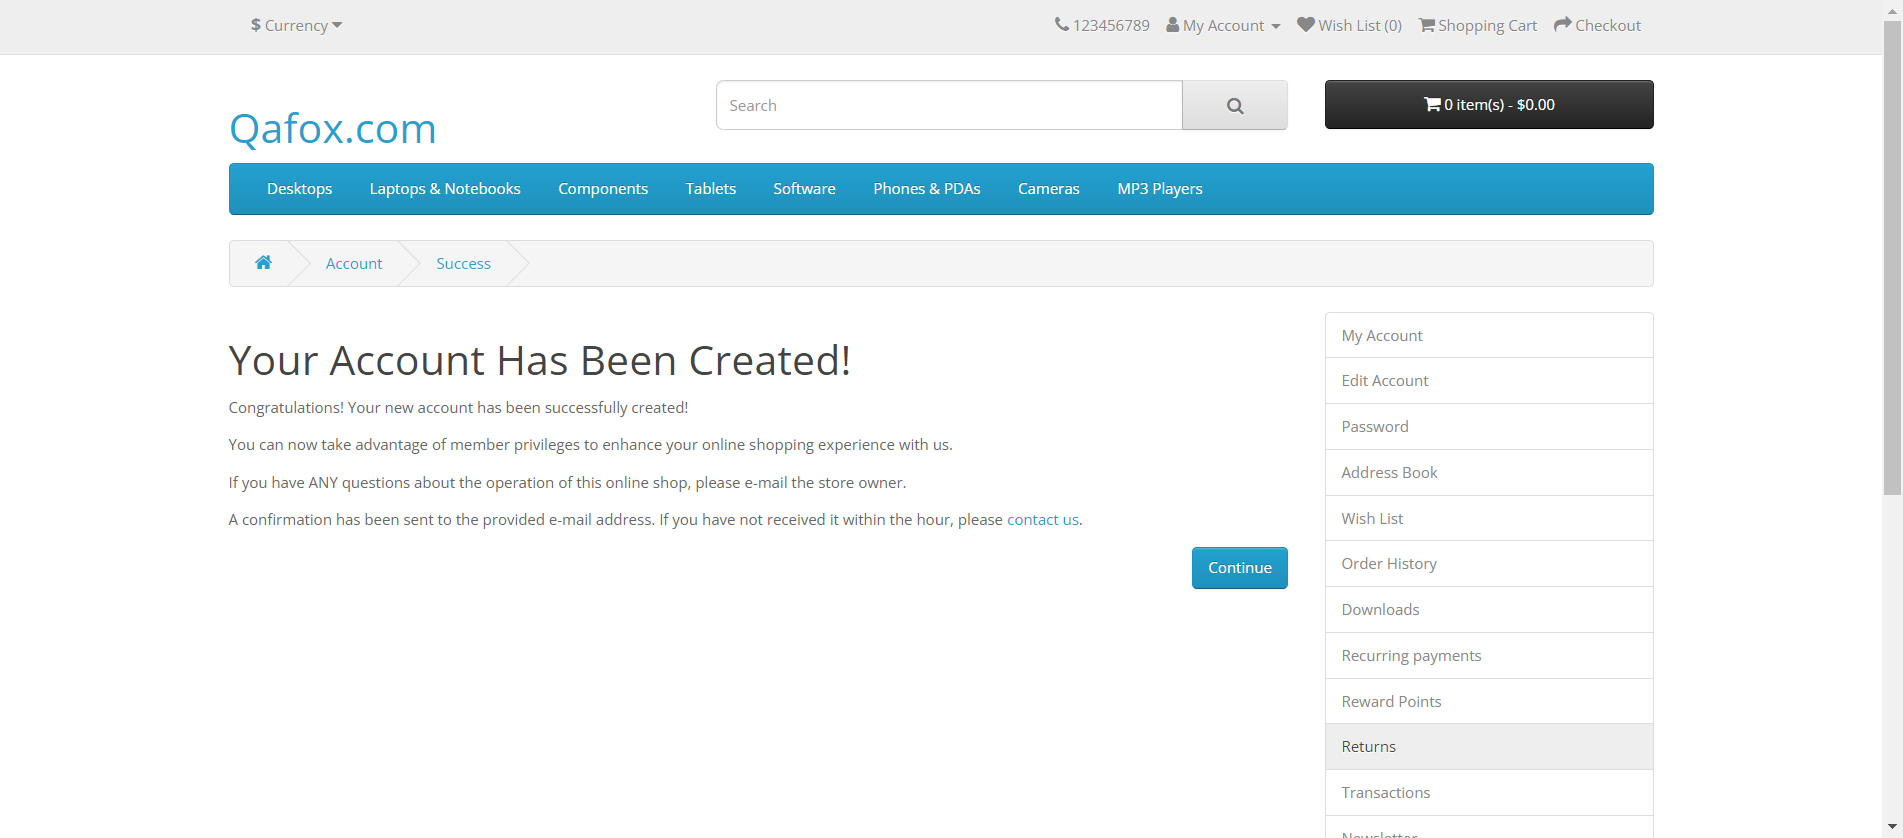 $ Currency
123456789 My Account Wish List (0) Shopping Cart Checkout
Qafox.com
Search
0 item(s) - $0.00
Desktops Laptops & Notebooks Components Tablets Software Phones & PDAs Cameras MP3 Players
Account Success
Your Account Has Been Created!
Congratulations! Your new account has been successfully created!
You can now take advantage of member privileges to enhance your online shopping experience with us.
If you have ANY questions about the operation of this online shop, please e-mail the store owner.
A confirmation has been sent to the provided e-mail address. If you have not received it within the hour, please contact us.
Continue
My Account
Edit Account
Password
Address Book
Wish List
Order History
Downloads
Recurring payments
Reward Points
Returns
Transactions
Newsletter